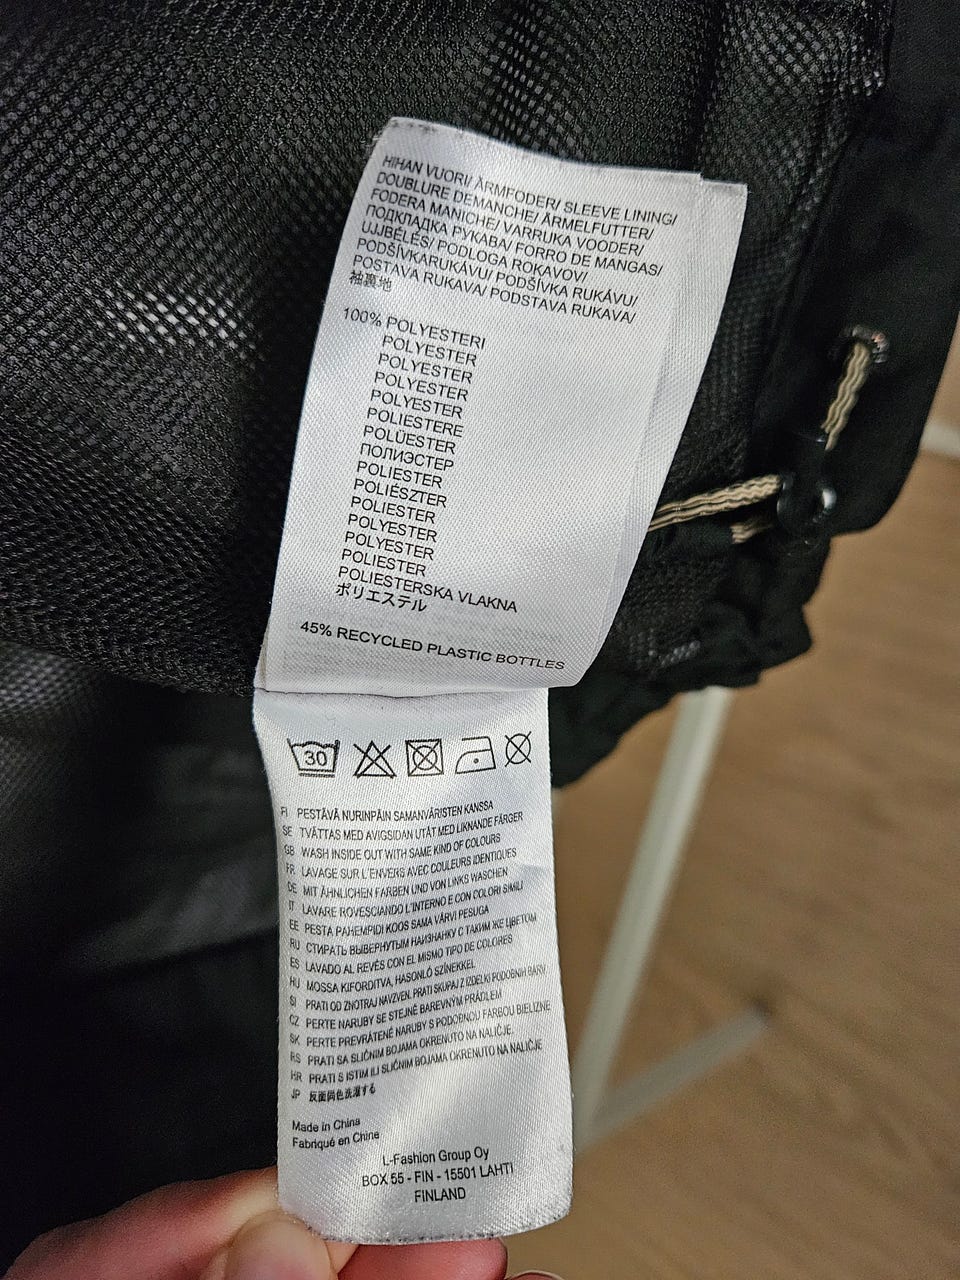 HIHAN VUORI/ ÄRMFODER/ SLEEVE LINING/
DOUBLURE DEMANCHE/ ÄRMELFUTTER/
FODERA MANICHE/ VARRUKA VOODER/
ПОДКЛАДКА РУКАВА/ FORRO DE MANGAS/
UJJBÉLÉS/ PODLOGA ROKAVOV/
PODŠÍVKARUKÁVU/ PODŠÍVKA RUKÁVU/
POSTAVA RUKAVA/ PODSTAVA RUKAVA/
袖裏地
100% POLYESTERI
POLYESTER
POLYESTER
POLYESTER
POLYESTER
POLIESTERE
POLÜESTER
ПОЛИЭСТЕР
POLIESTER
POLIÉSZTER
POLIESTER
POLYESTER
POLYESTER
POLIESTER
POLIESTERSKA VLAKNA
ポリエステル
45% RECYCLED PLASTIC BOTTLES
30
FI PESTÄVÄ NURINPÄIN SAMANVÄRISTEN KANSSA
SE TVÄTTAS MED AVIGSIDAN UTÅT MED LIKNANDE FÄRGER
GB WASH INSIDE OUT WITH SAME KIND OF COLOURS
FR LAVAGE SUR L'ENVERS AVEC COULEURS IDENTIQUES
DE MIT ÄHNLICHEN FARBEN UND VON LINKS WASCHEN
IT LAVARE ROVESCIANDO L'INTERNO E CON COLORI SIMILI
EE PESTA PAHEMPIDI KOOS SAMA VÄRVI PESUGA
RU СТИРАТЬ ВЫВЕРНУТЫМ НАИЗНАНКУ С ТАКИМ ЖЕ ЦВЕТОМ
ES LAVADO AL REVÉS CON EL MISMO TIPO DE COLORES
HU MOSSA KIFORDITVA, HASONLÓ SZÍNEKKEL
SI PRATI OD ZNOTRAJ NAVZVEN. PRATI SKUPAJ Z IZDELKI PODOBNIH BARV.
CZ PERTE NARUBY SE STEJNĚ BAREVNÝM PRÁDLEM
SK PERTE PREVRÁTENÉ NARUBY S PODOBNOU FARBOU BIELIZNE
RS PRATI SA SLIČNIM BOJAMA OKRENUTO NA NALIČJE.
HR PRATI S ISTIM ILI SLIČNIM BOJAMA OKRENUTO NA NALIČJE
JP 反面同色洗濯する
Made in China
Fabriqué en Chine
L-Fashion Group Oy
BOX 55 - FIN - 15501 LAHTI
FINLAND